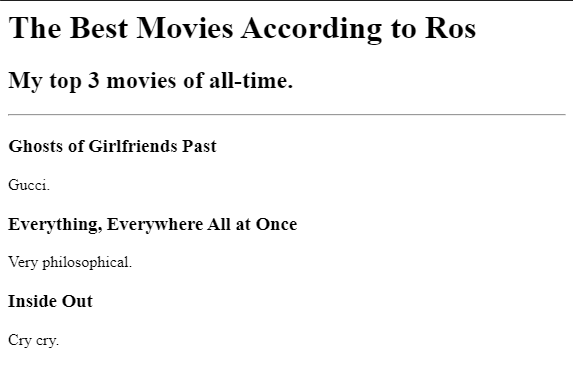 The Best Movies According to Ros
My top 3 movies of all-time.
Ghosts of Girlfriends Past
Gucci.
Everything, Everywhere All at Once
Very philosophical.
Inside Out
Cry cry.